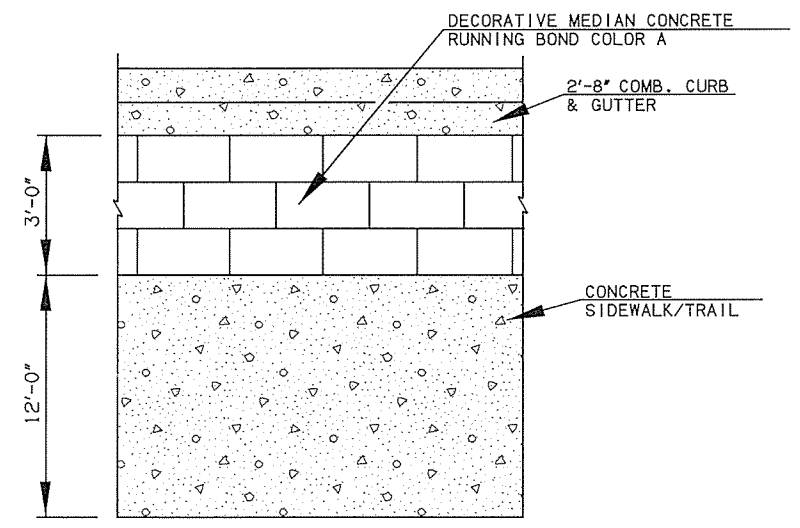 DECORATIVE MEDIAN CONCRETE
RUNNING BOND COLOR A
2'-8" COMB. CURB
& GUTTER
3'-0"
CONCRETE
SIDEWALK/TRAIL
12'-0"